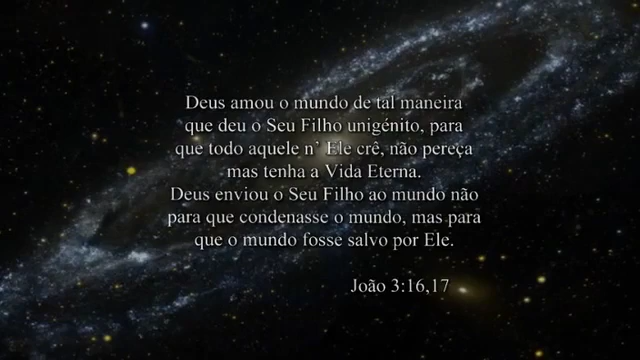 Deus amou o mundo de tal maneira
que deu o Seu Filho unigénito, para
que todo aquele n' Ele crê, não pereça
mas tenha a Vida Eterna.
Deus enviou o Seu Filho ao mundo não
para que condenasse o mundo, mas para
que o mundo fosse salvo por Ele.
João 3:16,17